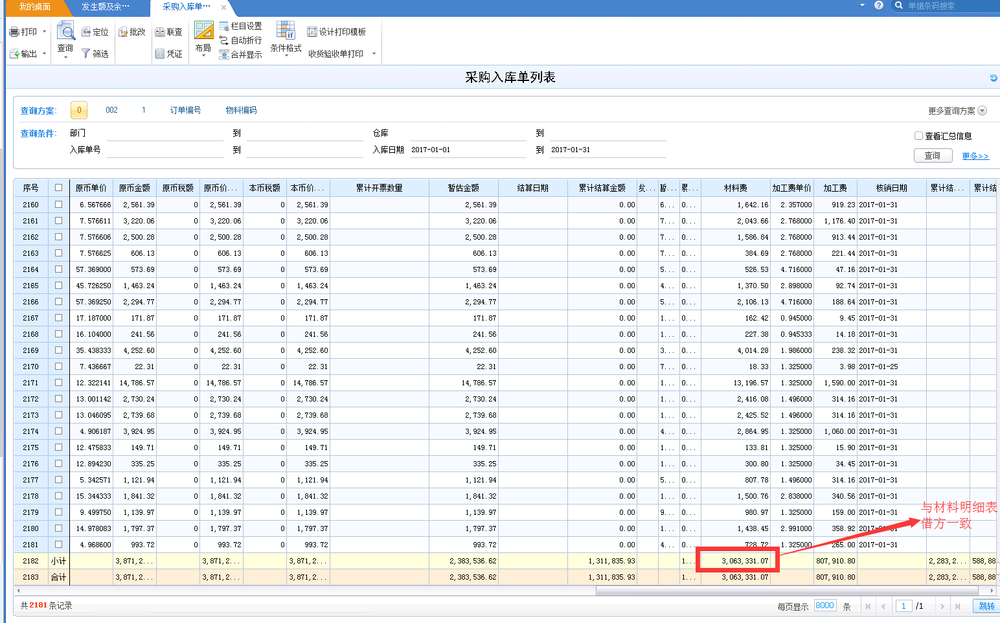 我的桌面 发生额及余… 采购入库单…
单据条码搜索
打印 查询 定位 批改 联查 布局 栏目设置 条件格式 设计打印模板
自动折行
输出 筛选 凭证 合并显示 收货验收单打印
采购入库单列表
查询方案: 0 002 1 订单编号 物料编码 更多查询方案
查询条件: 部门 到 仓库 到 查看汇总信息
入库单号 到 入库日期 2017-01-01 到 2017-01-31
查询 更多>>
序号 原币单价 原币金额 原币税额 原币价... 本币税额 本币价... 累计开票数量 暂估金额 结算日期 累计结算金额 发... 暂... 累... 材料费 加工费单价 加工费 核销日期 累计结... 累计结
2160 6.567666 2,561.39 0 2,561.39 0 2,561.39 2,561.39 0.00 6... 0... 1,642.16 2.357000 919.23 2017-01-31
2161 7.576611 3,220.06 0 3,220.06 0 3,220.06 3,220.06 0.00 7... 0... 2,043.66 2.768000 1,176.40 2017-01-31
2162 7.576606 2,500.28 0 2,500.28 0 2,500.28 2,500.28 0.00 7... 0... 1,586.84 2.768000 913.44 2017-01-31
2163 7.576625 606.13 0 606.13 0 606.13 606.13 0.00 7... 0... 384.69 2.768000 221.44 2017-01-31
2164 57.369000 573.69 0 573.69 0 573.69 573.69 0.00 5... 0... 526.53 4.716000 47.16 2017-01-31
2165 45.726250 1,463.24 0 1,463.24 0 1,463.24 1,463.24 0.00 4... 0... 1,370.50 2.898000 92.74 2017-01-31
2166 57.369250 2,294.77 0 2,294.77 0 2,294.77 2,294.77 0.00 5... 0... 2,106.13 4.716000 188.64 2017-01-31
2167 17.187000 171.87 0 171.87 0 171.87 171.87 0.00 1... 0... 162.42 0.945000 9.45 2017-01-31
2168 16.104000 241.56 0 241.56 0 241.56 241.56 0.00 1... 0... 227.38 0.945333 14.18 2017-01-31
2169 35.438333 4,252.60 0 4,252.60 0 4,252.60 4,252.60 0.00 3... 0... 4,014.28 1.986000 238.32 2017-01-31
2170 7.436667 22.31 0 22.31 0 22.31 22.31 0.00 7... 0... 18.33 1.325000 3.98 2017-01-25
2171 12.322141 14,786.57 0 14,786.57 0 14,786.57 14,786.57 0.00 1... 0... 13,196.57 1.325000 1,590.00 2017-01-31
2172 13.001142 2,730.24 0 2,730.24 0 2,730.24 2,730.24 0.00 1... 0... 2,416.08 1.496000 314.16 2017-01-31
2173 13.046095 2,739.68 0 2,739.68 0 2,739.68 2,739.68 0.00 1... 0... 2,425.52 1.496000 314.16 2017-01-31
2174 4.906187 3,924.95 0 3,924.95 0 3,924.95 3,924.95 0.00 4... 0... 2,864.95 1.325000 1,060.00 2017-01-31
2175 12.475833 149.71 0 149.71 0 149.71 149.71 0.00 1... 0... 133.81 1.325000 15.90 2017-01-31
2176 12.894230 335.25 0 335.25 0 335.25 335.25 0.00 1... 0... 300.80 1.325000 34.45 2017-01-31
2177 5.342571 1,121.94 0 1,121.94 0 1,121.94 1,121.94 0.00 5... 0... 807.78 1.496000 314.16 2017-01-31
2178 15.344333 1,841.32 0 1,841.32 0 1,841.32 1,841.32 0.00 1... 0... 1,500.76 2.838000 340.56 2017-01-31
2179 9.499750 1,139.97 0 1,139.97 0 1,139.97 1,139.97 0.00 9... 0... 980.97 1.325000 159.00 2017-01-31
与材料明细表
2180 14.978083 1,797.37 0 1,797.37 0 1,797.37 1,797.37 0.00 1... 0... 1,438.45 2.991000 358.92 2017-01-31
借方一致
2181 4.968600 993.72 0 993.72 0 993.72 993.72 0.00 4... 0... 728.72 1.325000 265.00 2017-01-31
2182 小计 3,871,2... 3,871,2... 3,871,2... 2,383,536.62 1,311,835.93 1... 3,063,331.07 807,910.80 2,283,2... 588,88
2183 合计 3,871,2... 3,871,2... 3,871,2... 2,383,536.62 1,311,835.93 1... 3,063,331.07 807,910.80 2,283,2... 588,88
共2181条记录 每页显示 8000 条 1 /1 跳转